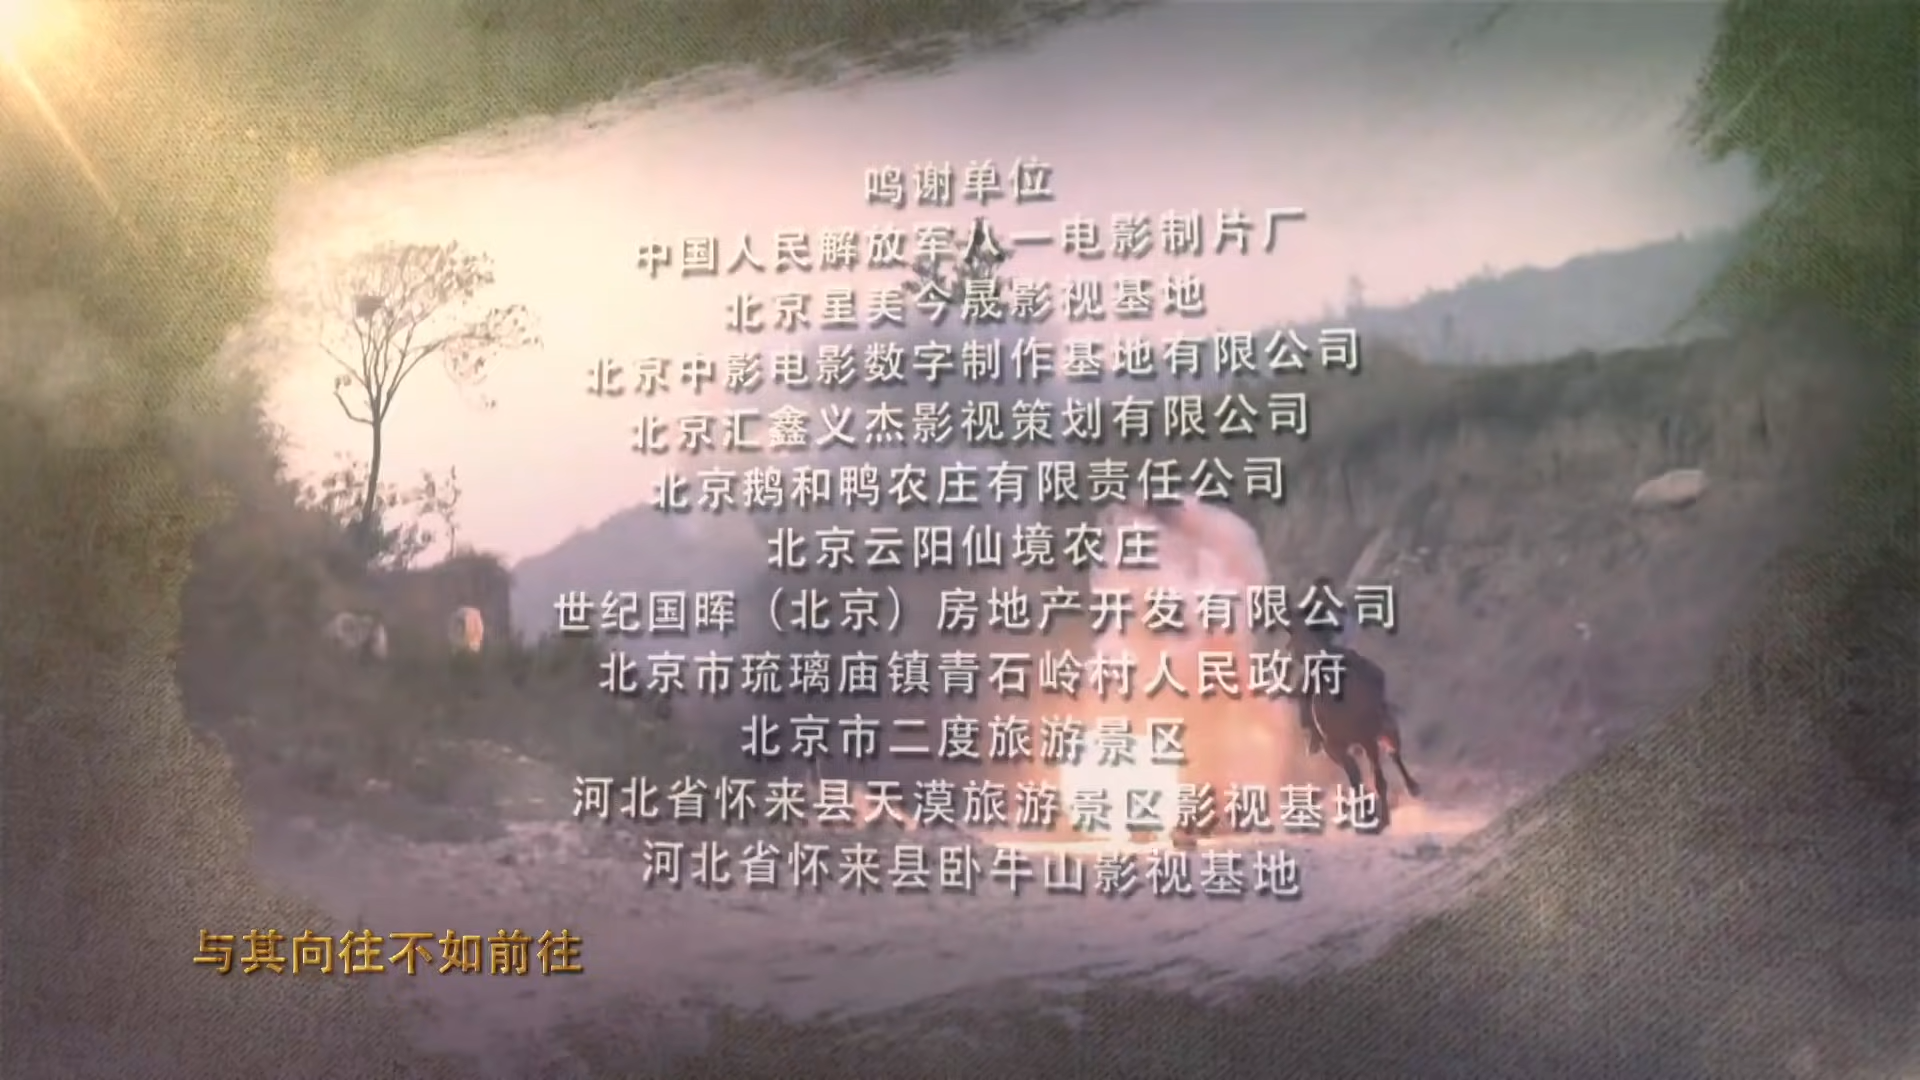 鸣谢单位
中国人民解放军八一电影制片厂
北京星美今晟影视基地
北京中影电影数字制作基地有限公司
北京汇鑫义杰影视策划有限公司
北京鹅和鸭农庄有限责任公司
北京云阳仙境农庄
世纪国晖（北京）房地产开发有限公司
北京市琉璃庙镇青石岭村人民政府
北京市二度旅游景区
河北省怀来县天漠旅游景区影视基地
河北省怀来县卧牛山影视基地
与其向往不如前往